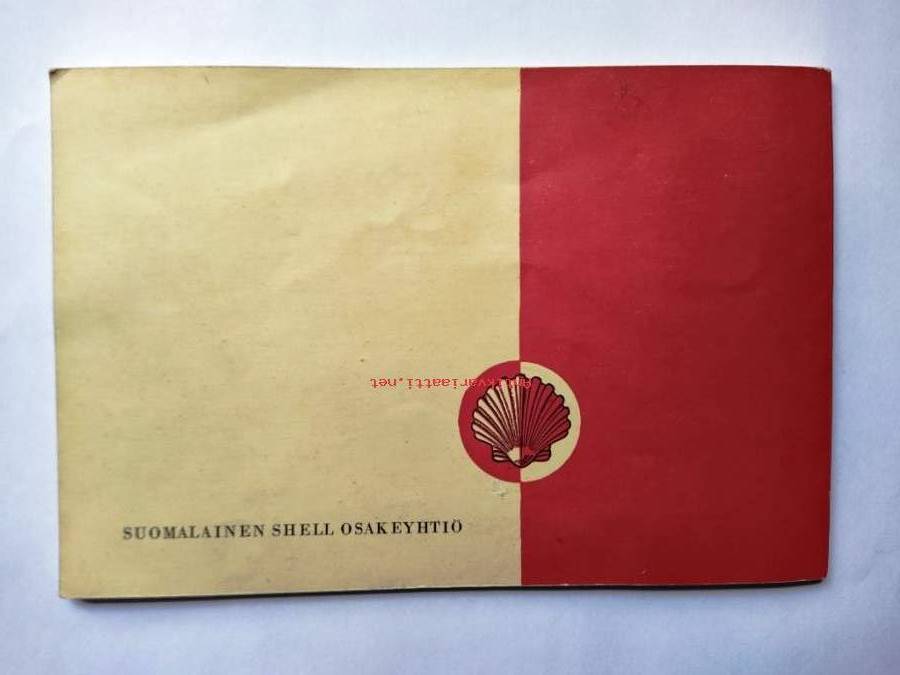 Antikvariaatti.net
SUOMALAINEN SHELL OSAKEYHTIÖ